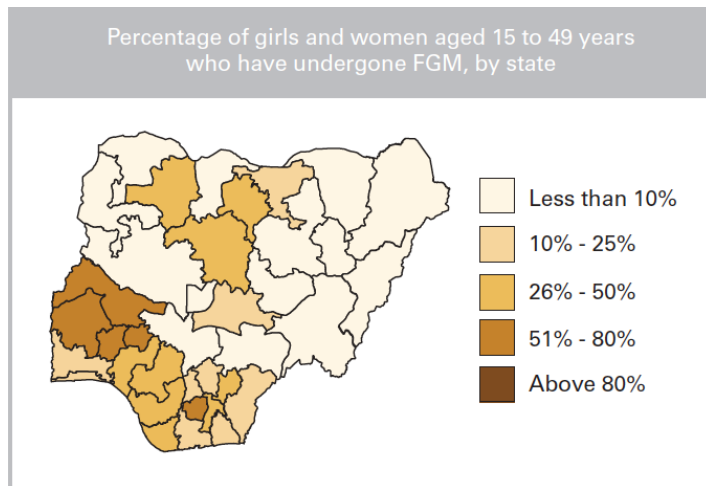 Percentage of girls and women aged 15 to 49 years
who have undergone FGM, by state
Less than 10%
10% - 25%
26% - 50%
51% - 80%
Above 80%